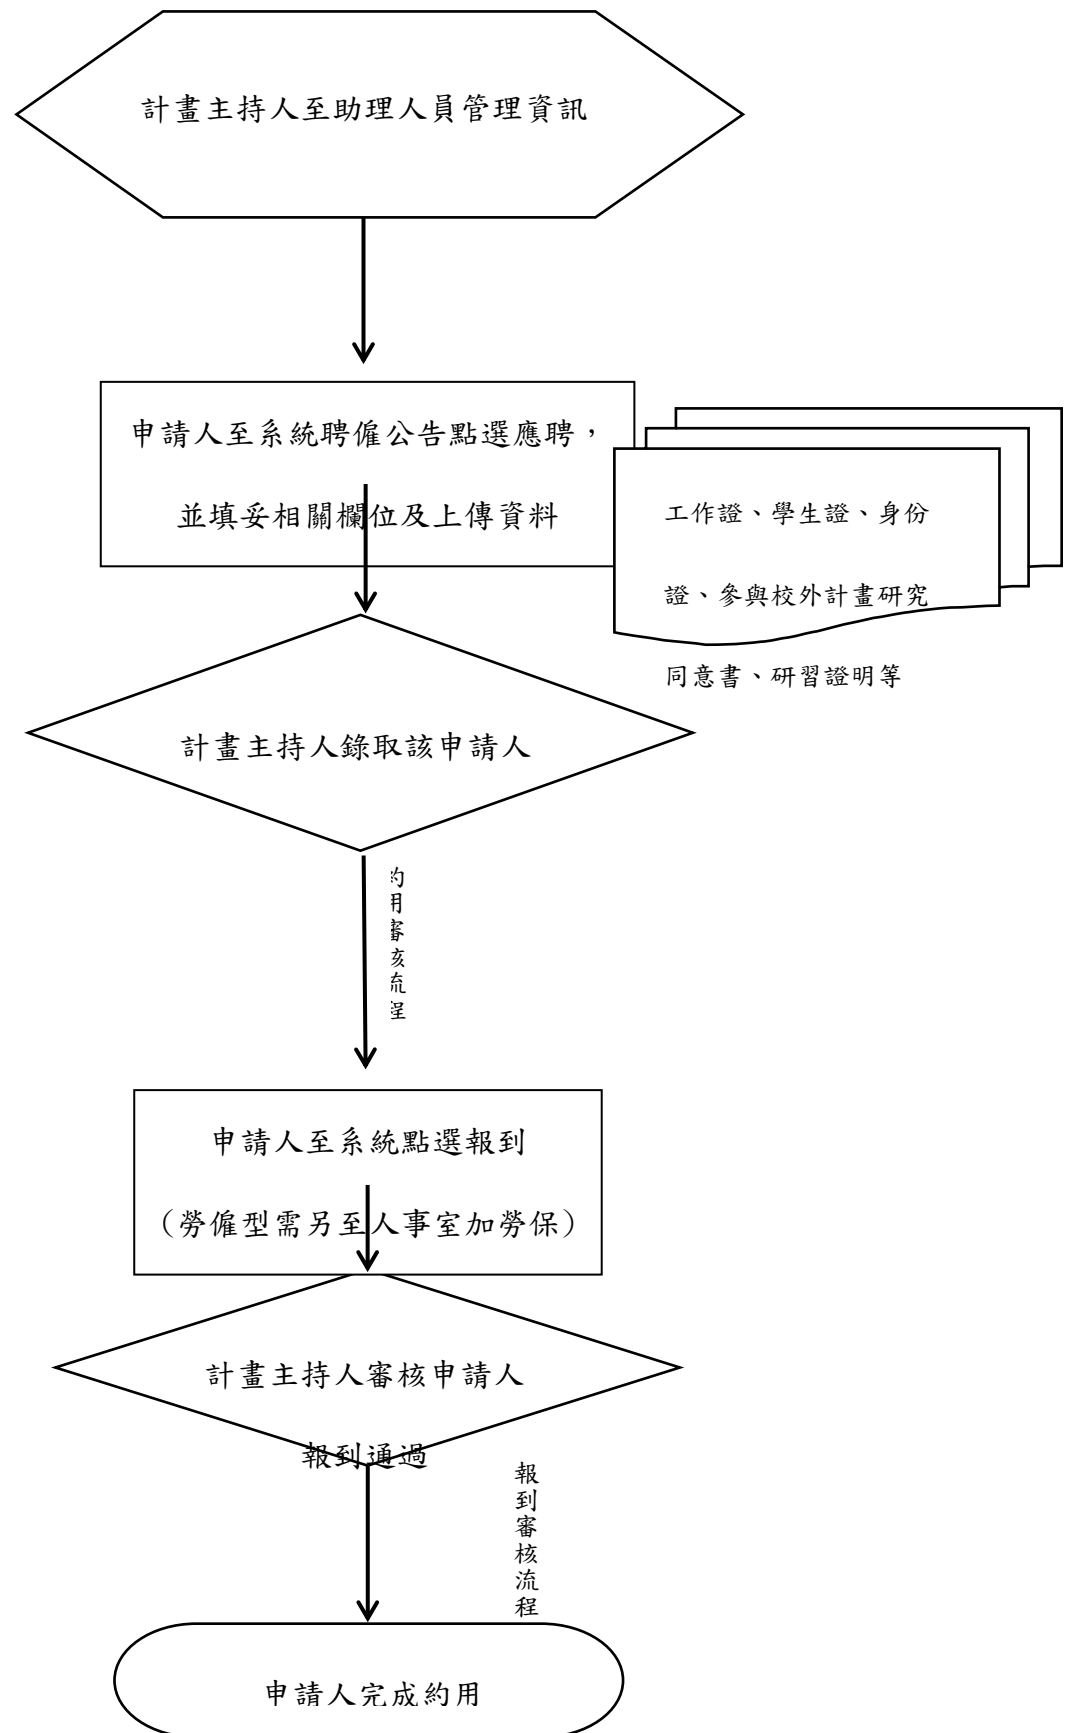 計畫主持人至助理人員管理資訊
申請人至系統聘僱公告點選應聘，
並填妥相關欄位及上傳資料
工作證、學生證、身份
證、參與校外計畫研究
同意書、研習證明等
計畫主持人錄取該申請人
約用審核流程
申請人至系統點選報到
（勞僱型需另至人事室加勞保）
計畫主持人審核申請人
報到通過
報到審核流程
申請人完成約用